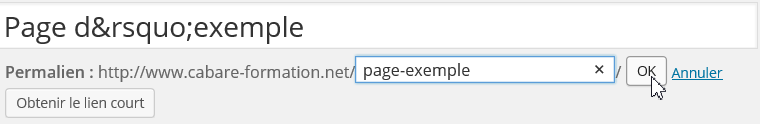 Page d&rsquo;exemple
Permalien : http://www.cabare-formation.net/page-exemple × / OK Annuler
Obtenir le lien court